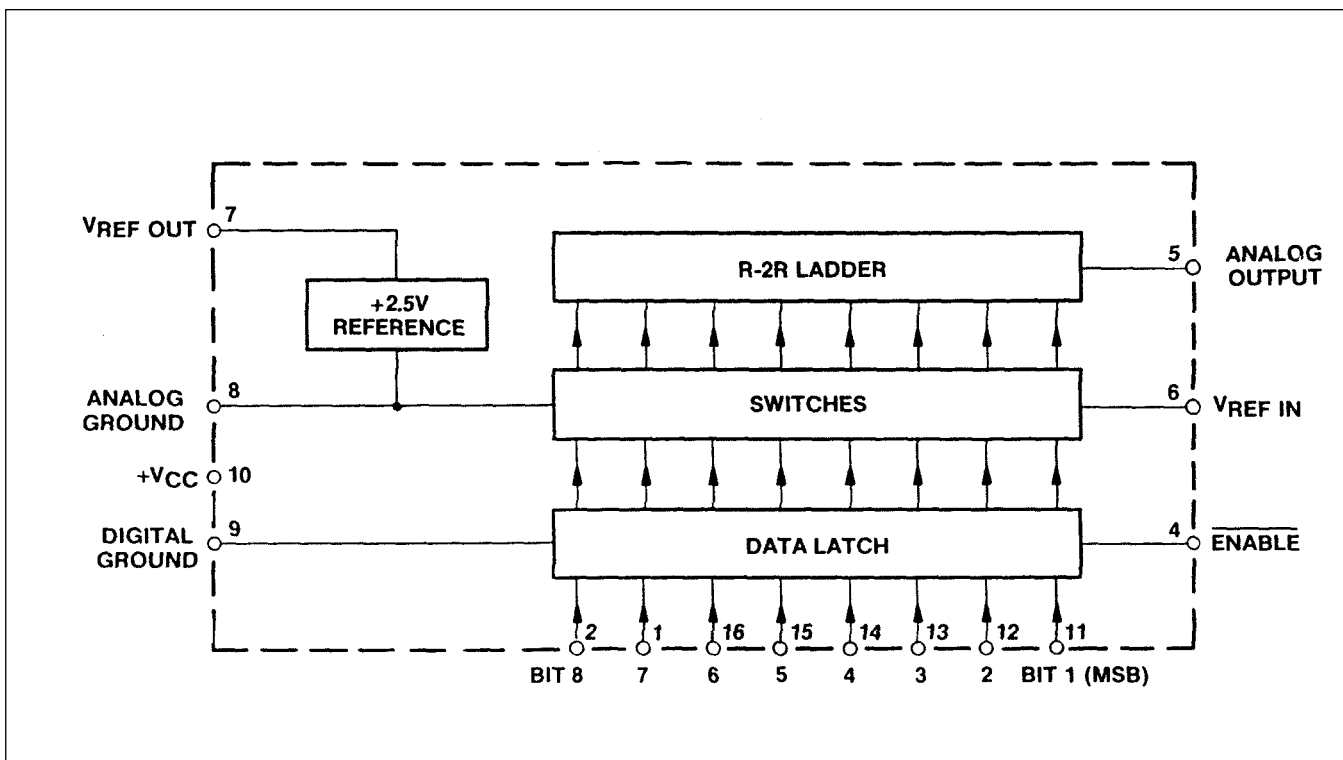 7
VREF OUT
+2.5V
REFERENCE
R-2R LADDER
5
ANALOG
OUTPUT
8
ANALOG
GROUND
SWITCHES
6
VREF IN
+VCC
10
9
DIGITAL
GROUND
DATA LATCH
4
ENABLE
2 1 16 15 14 13 12 11
BIT 8 7 6 5 4 3 2 BIT 1 (MSB)